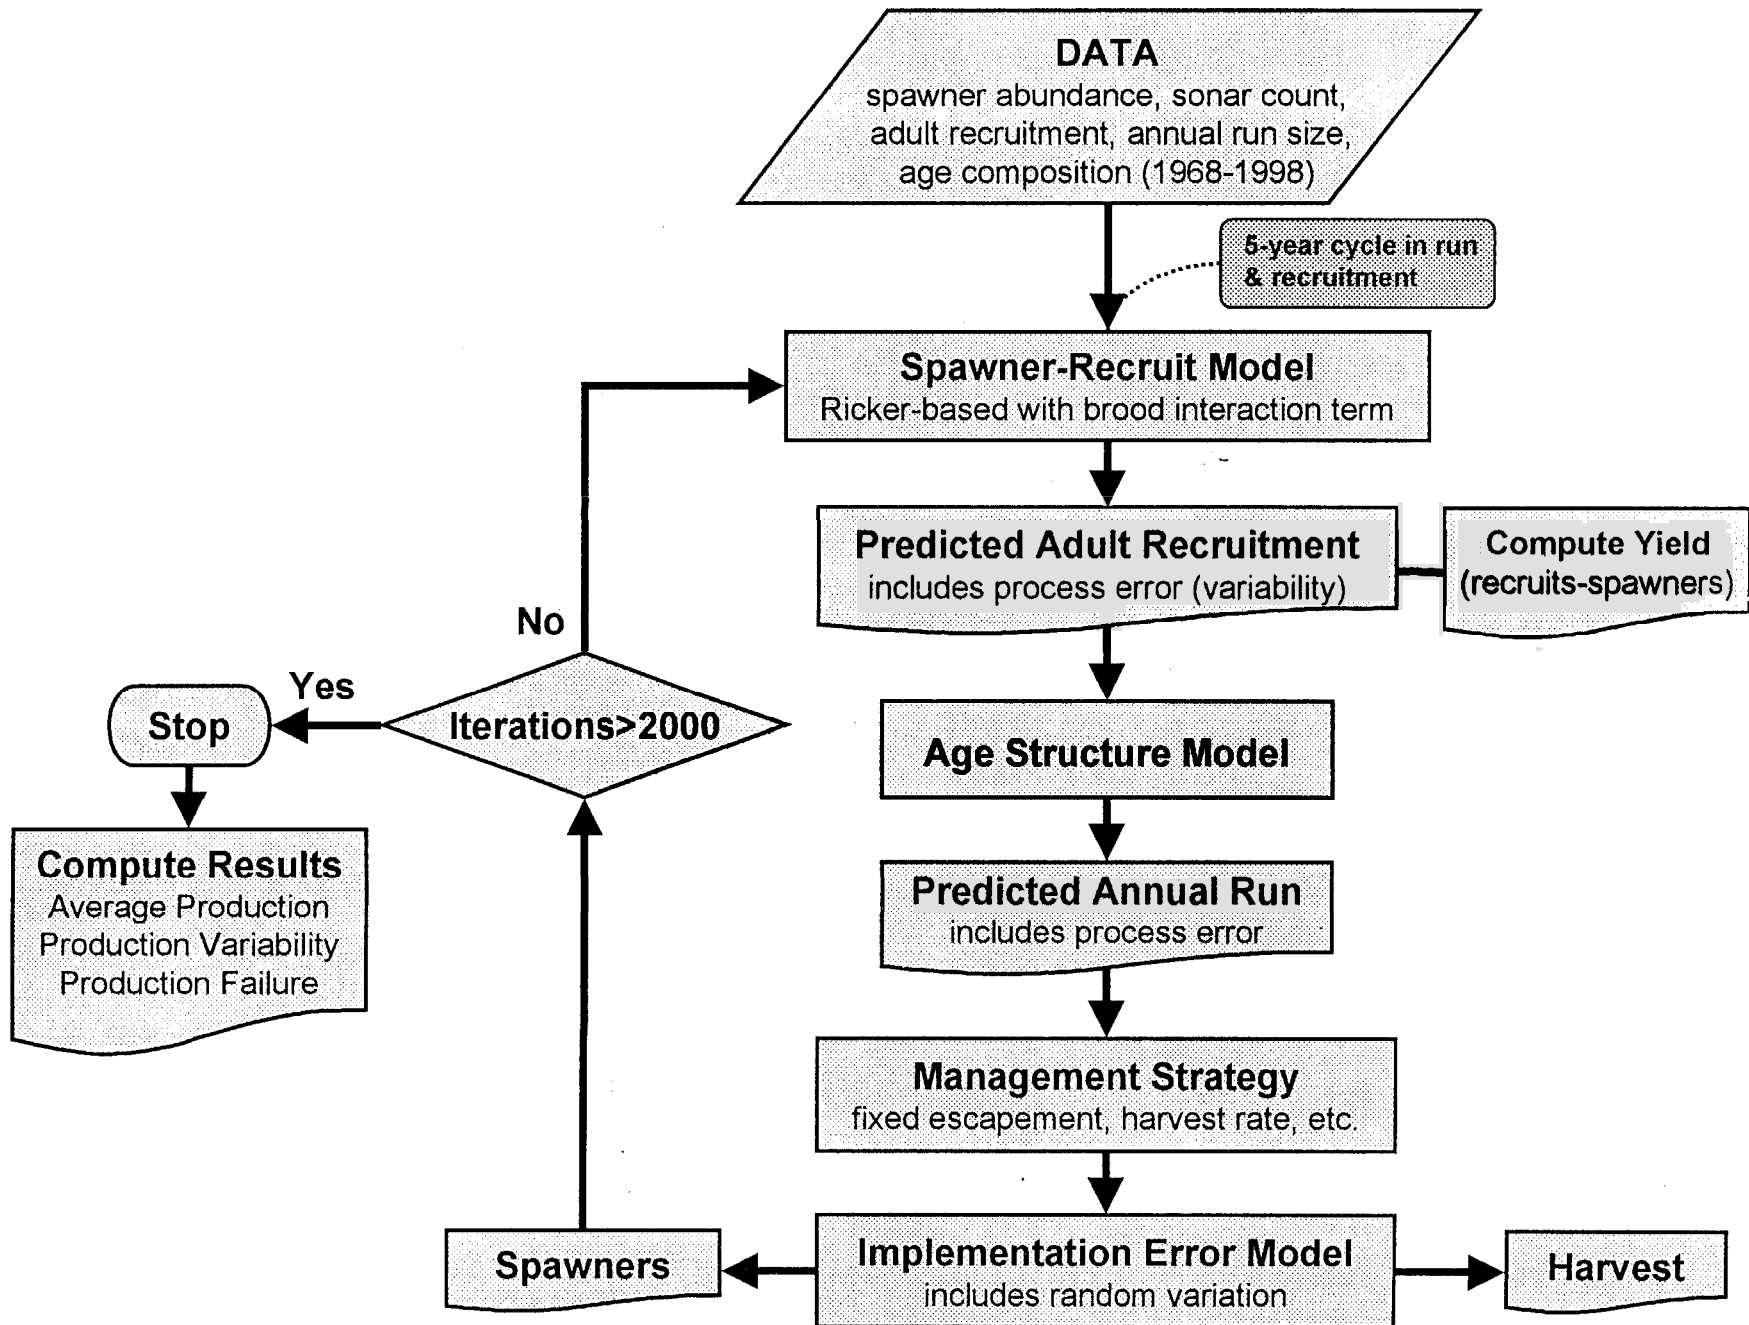 DATA
spawner abundance, sonar count,
adult recruitment, annual run size,
age composition (1968-1998)
5-year cycle in run
& recruitment
Spawner-Recruit Model
Ricker-based with brood interaction term
Predicted Adult Recruitment
includes process error (variability)
Compute Yield
(recruits-spawners)
No
Yes
Stop
Iterations>2000
Age Structure Model
Compute Results
Average Production
Production Variability
Production Failure
Predicted Annual Run
includes process error
Management Strategy
fixed escapement, harvest rate, etc.
Spawners
Implementation Error Model
includes random variation
Harvest